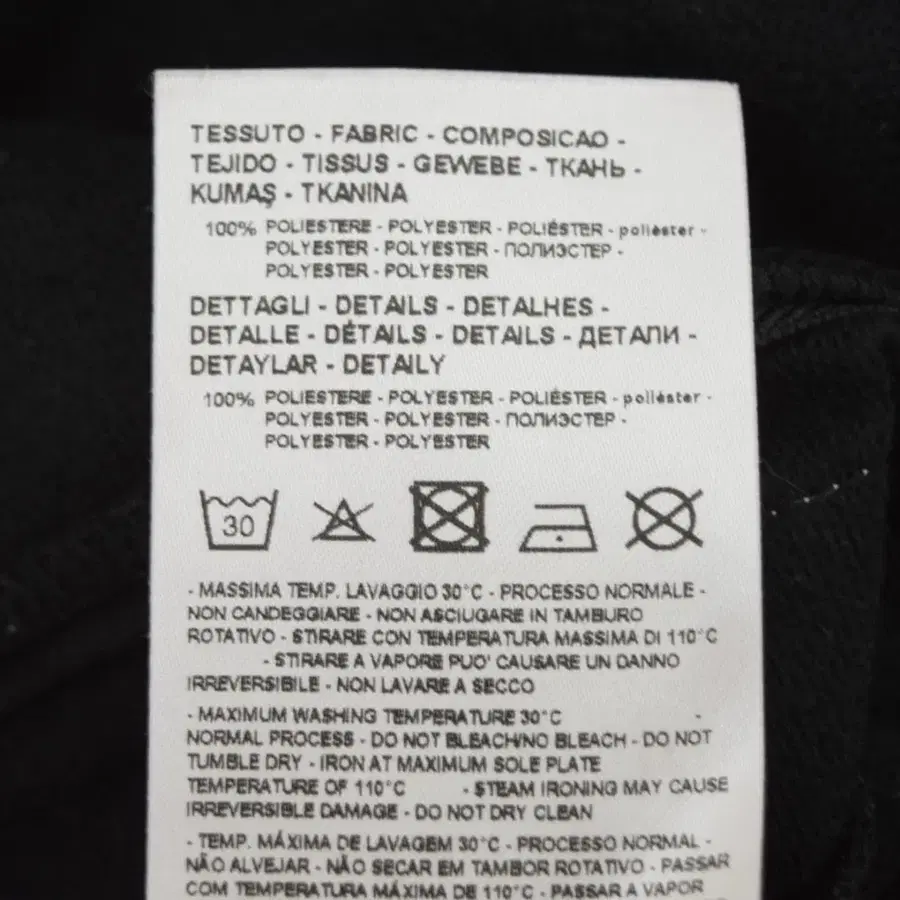 TESSUTO - FABRIC - COMPOSICAO -
TEJIDO - TISSUS - GEWEBE - ТКАНЬ -
KUMAŞ - TKANINA
100% POLIESTERE - POLYESTER - POLIÉSTER - poliéster -
POLYESTER - POLYESTER - ПОЛИЭСТЕР -
POLYESTER - POLYESTER
DETTAGLI - DETAILS - DETALHES -
DETALLE - DÉTAILS - DETAILS - ДЕТАЛИ -
DETAYLAR - DETAILY
100% POLIESTERE - POLYESTER - POLIÉSTER - poliéster -
POLYESTER - POLYESTER - ПОЛИЭСТЕР -
POLYESTER - POLYESTER
30
- MASSIMA TEMP. LAVAGGIO 30°C - PROCESSO NORMALE -
NON CANDEGGIARE - NON ASCIUGARE IN TAMBURO
ROTATIVO - STIRARE CON TEMPERATURA MASSIMA DI 110°C
- STIRARE A VAPORE PUO' CAUSARE UN DANNO
IRREVERSIBILE - NON LAVARE A SECCO
- MAXIMUM WASHING TEMPERATURE 30°C -
NORMAL PROCESS - DO NOT BLEACH/NO BLEACH - DO NOT
TUMBLE DRY - IRON AT MAXIMUM SOLE PLATE
TEMPERATURE OF 110°C - STEAM IRONING MAY CAUSE
IRREVERSIBLE DAMAGE - DO NOT DRY CLEAN
- TEMP. MÁXIMA DE LAVAGEM 30°C - PROCESSO NORMAL -
NÃO ALVEJAR - NÃO SECAR EM TAMBOR ROTATIVO - PASSAR
COM TEMPERATURA MÁXIMA DE 110°C - PASSAR A VAPOR